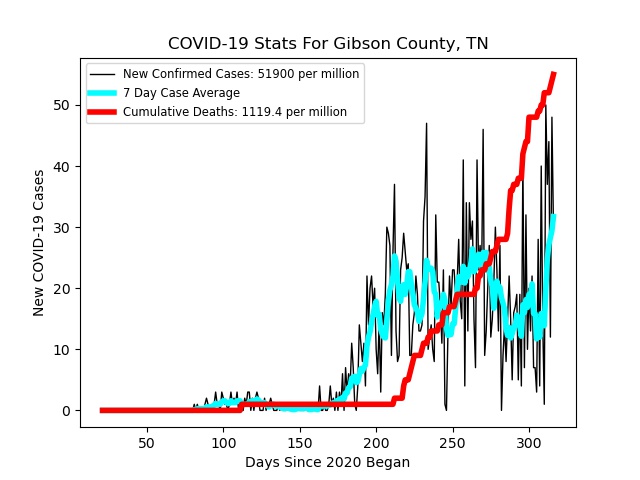 COVID-19 Stats For Gibson County, TN
New Confirmed Cases: 51900 per million
7 Day Case Average
Cumulative Deaths: 1119.4 per million
New COVID-19 Cases
50
40
30
20
10
0
50 100 150 200 250 300
Days Since 2020 Began